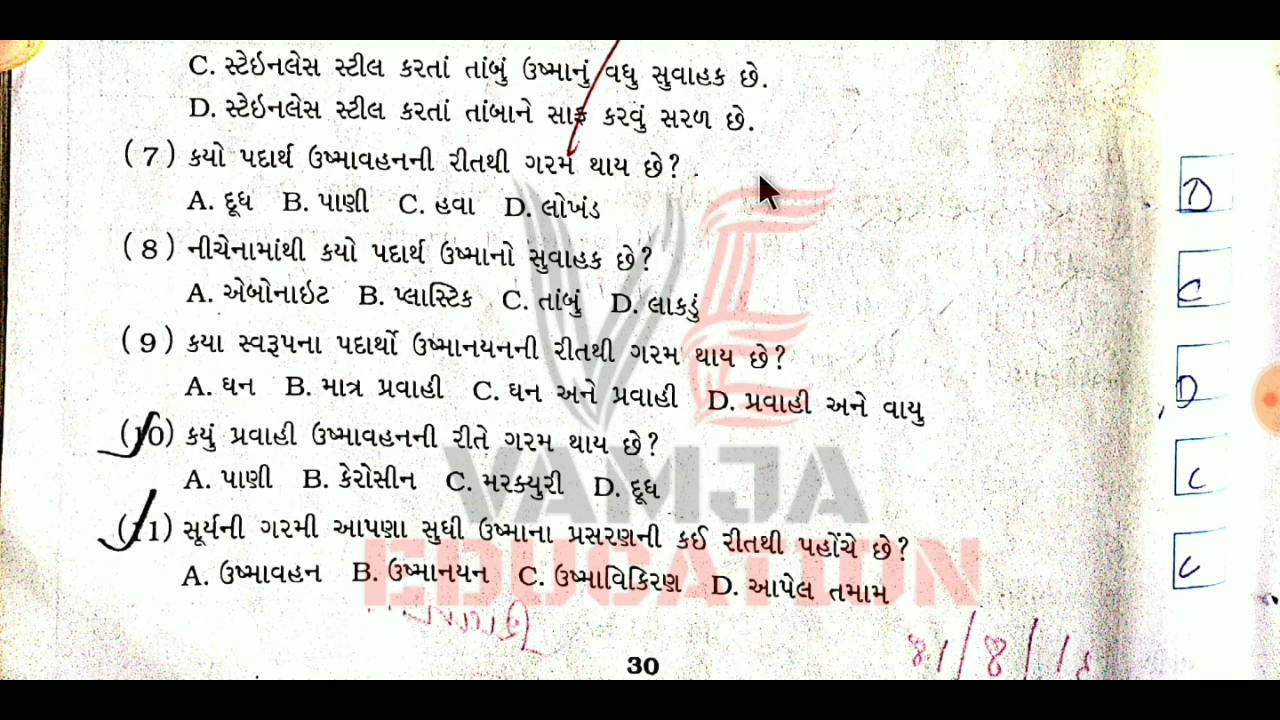 C. સ્ટેઇનલેસ સ્ટીલ કરતાં તાંબું ઉષ્માનું વધુ સુવાહક છે.
D. સ્ટેઇનલેસ સ્ટીલ કરતાં તાંબાને સાફ કરવું સરળ છે.
(7) કયો પદાર્થ ઉષ્માવહનની રીતથી ગરમ થાય છે?
A. દૂધ B. પાણી C. હવા D. લોખંડ
D
(8) નીચેનામાંથી કયો પદાર્થ ઉષ્માનો સુવાહક છે?
A. એબોનાઇટ B. પ્લાસ્ટિક C. તાંબું D. લાકડું
C
(9) કયા સ્વરૂપના પદાર્થો ઉષ્માનયનની રીતથી ગરમ થાય છે?
A. ઘન B. માત્ર પ્રવાહી C. ઘન અને પ્રવાહી D. પ્રવાહી અને વાયુ
D
(10) કયું પ્રવાહી ઉષ્માવહનની રીતે ગરમ થાય છે?
A. પાણી B. કેરોસીન C. મરક્યુરી D. દૂધ
C
(11) સૂર્યની ગરમી આપણા સુધી ઉષ્માના પ્રસરણની કઈ રીતથી પહોંચે છે?
A. ઉષ્માવહન B. ઉષ્માનયન C. ઉષ્માવિકિરણ D. આપેલ તમામ
C
VAMJA
EDUCATION
30